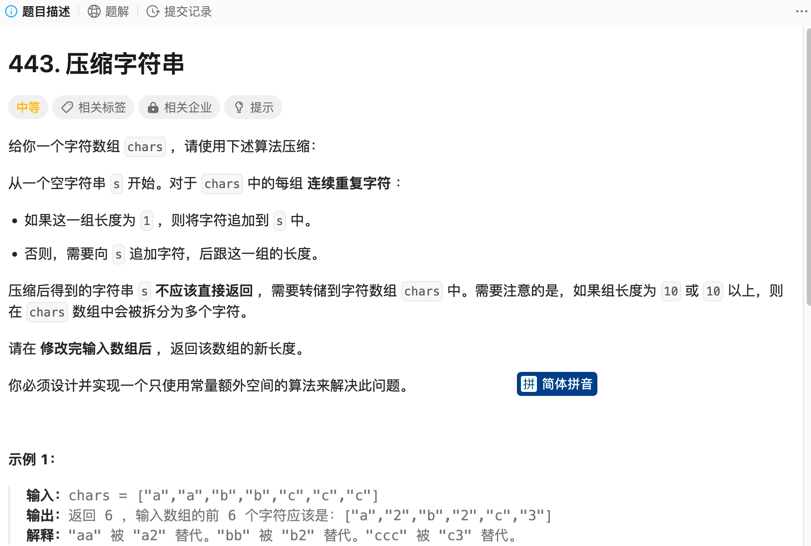 题目描述 题解 提交记录
443. 压缩字符串
中等 相关标签 相关企业 提示
给你一个字符数组 chars ，请使用下述算法压缩：
从一个空字符串 s 开始。对于 chars 中的每组 连续重复字符 ：
• 如果这一组长度为 1 ，则将字符追加到 s 中。
• 否则，需要向 s 追加字符，后跟这一组的长度。
压缩后得到的字符串 s 不应该直接返回 ，需要转储到字符数组 chars 中。需要注意的是，如果组长度为 10 或 10 以上，则
在 chars 数组中会被拆分为多个字符。
请在 修改完输入数组后 ，返回该数组的新长度。
你必须设计并实现一个只使用常量额外空间的算法来解决此问题。
拼 简体拼音
示例 1：
输入：chars = ["a","a","b","b","c","c","c"]
输出：返回 6 ，输入数组的前 6 个字符应该是：["a","2","b","2","c","3"]
解释："aa" 被 "a2" 替代。"bb" 被 "b2" 替代。"ccc" 被 "c3" 替代。